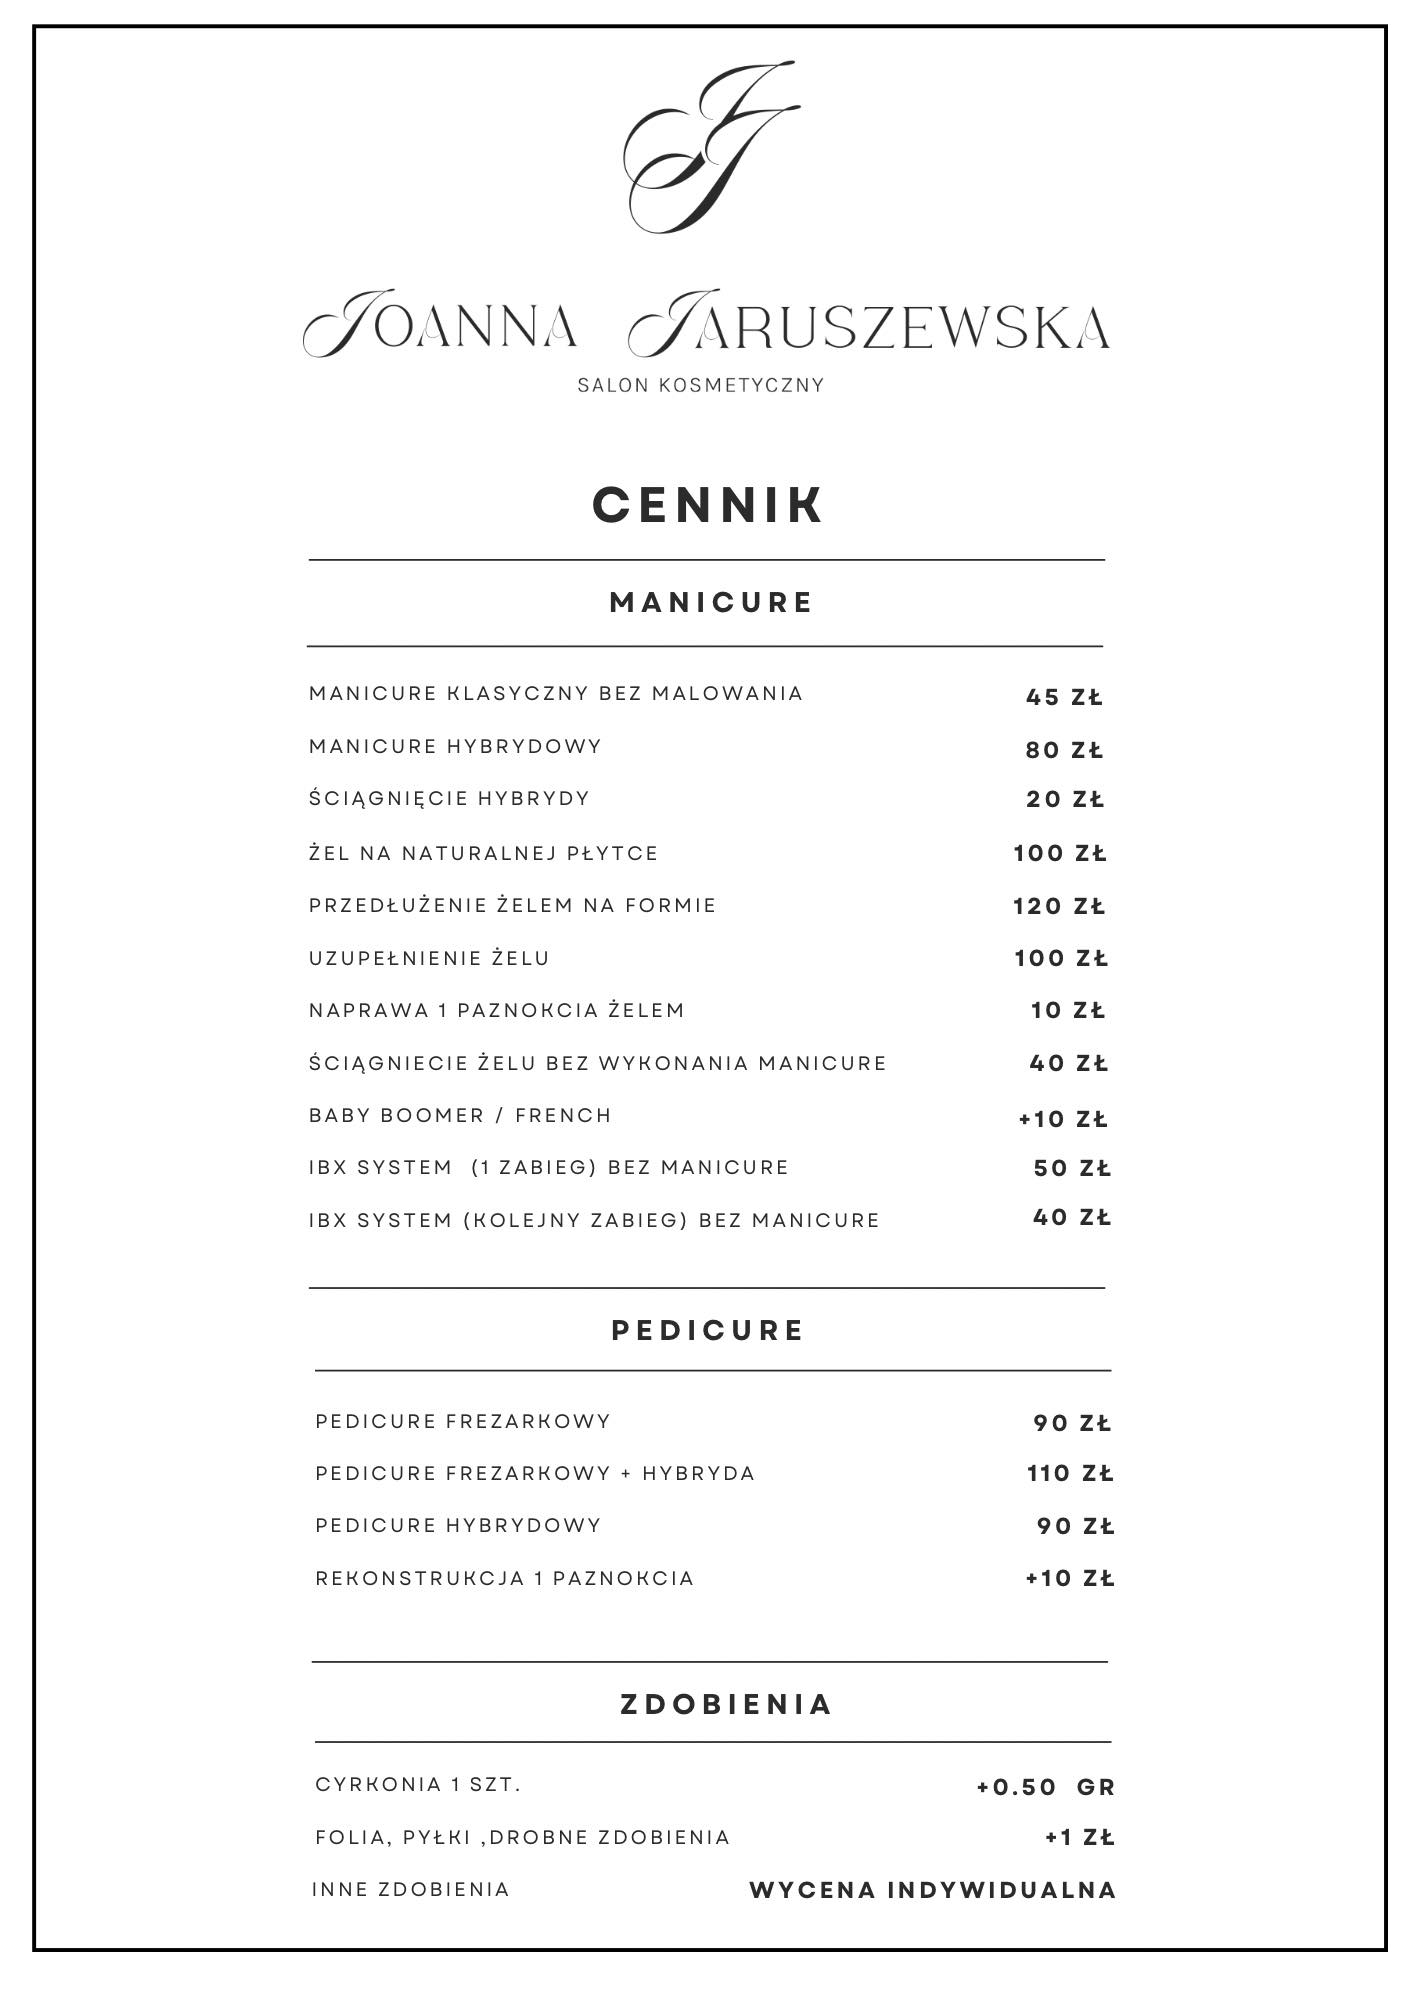 JJ
JOANNA JARUSZEWSKA
SALON KOSMETYCZNY
CENNIK
MANICURE
MANICURE KLASYCZNY BEZ MALOWANIA 45 ZŁ
MANICURE HYBRYDOWY 80 ZŁ
ŚCIĄGNIĘCIE HYBRYDY 20 ZŁ
ŻEL NA NATURALNEJ PŁYTCE 100 ZŁ
PRZEDŁUŻENIE ŻELEM NA FORMIE 120 ZŁ
UZUPEŁNIENIE ŻELU 100 ZŁ
NAPRAWA 1 PAZNOKCIA ŻELEM 10 ZŁ
ŚCIĄGNIECIE ŻELU BEZ WYKONANIA MANICURE 40 ZŁ
BABY BOOMER / FRENCH +10 ZŁ
IBX SYSTEM (1 ZABIEG) BEZ MANICURE 50 ZŁ
IBX SYSTEM (KOLEJNY ZABIEG) BEZ MANICURE 40 ZŁ
PEDICURE
PEDICURE FREZARKOWY 90 ZŁ
PEDICURE FREZARKOWY + HYBRYDA 110 ZŁ
PEDICURE HYBRYDOWY 90 ZŁ
REKONSTRUKCJA 1 PAZNOKCIA +10 ZŁ
ZDOBIENIA
CYRKONIA 1 SZT. +0.50 GR
FOLIA, PYŁKI ,DROBNE ZDOBIENIA +1 ZŁ
INNE ZDOBIENIA WYCENA INDYWIDUALNA